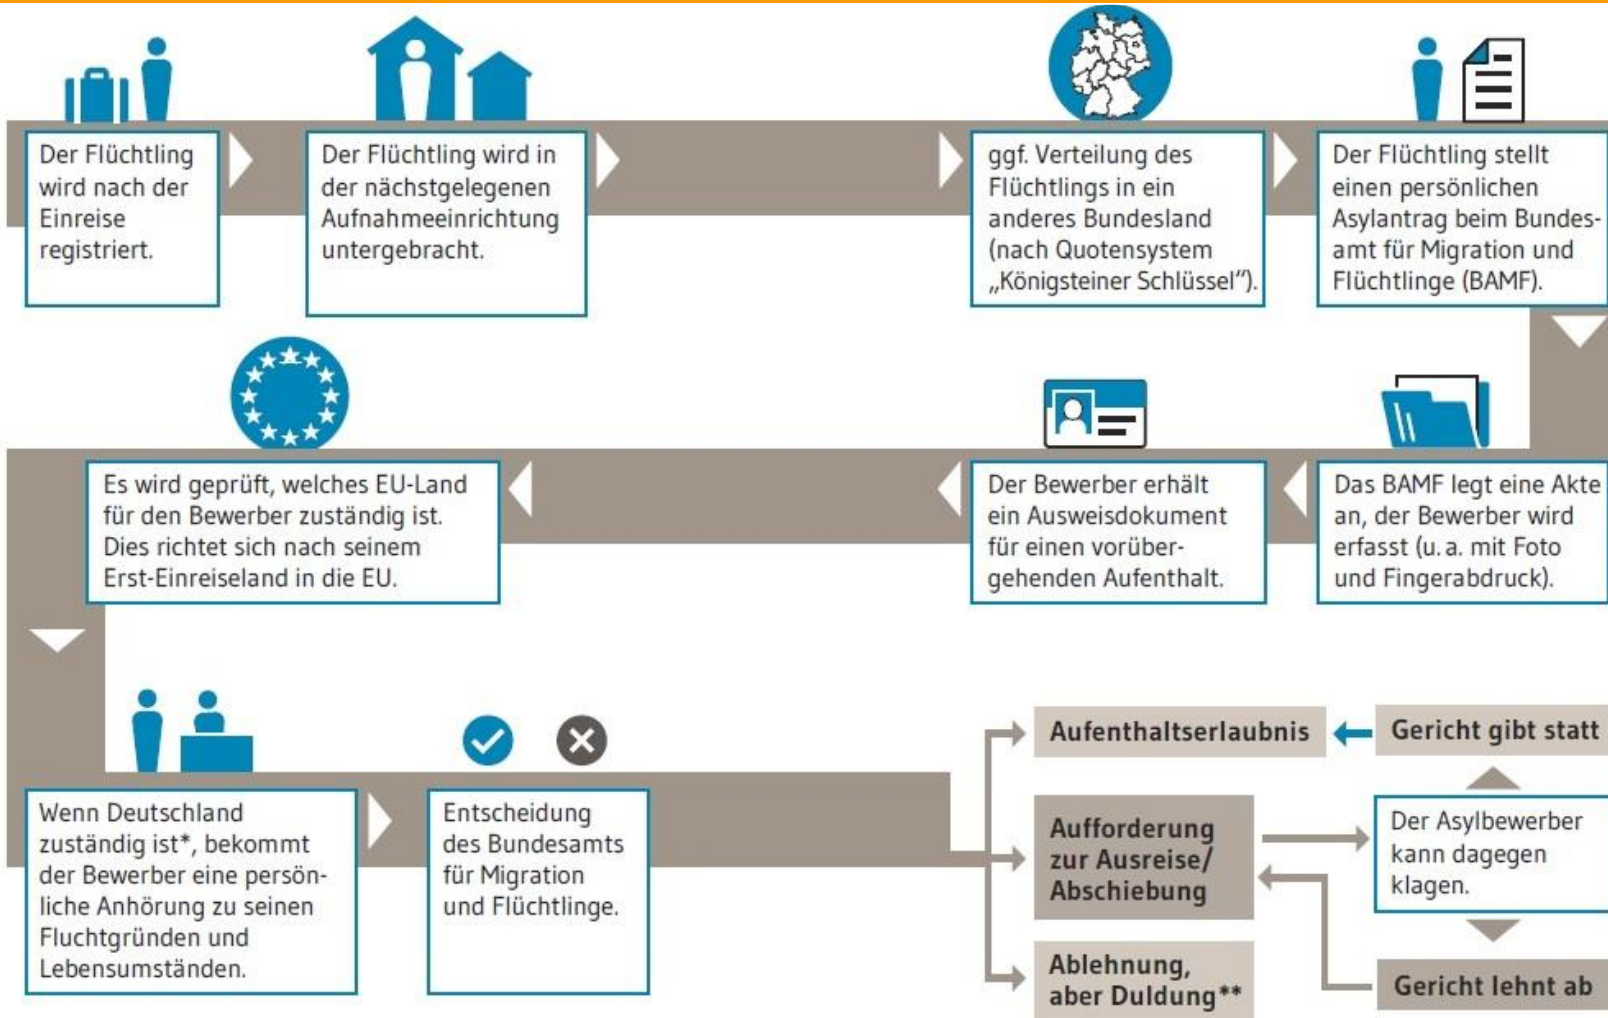 Der Flüchtling
wird nach der
Einreise
registriert.
Der Flüchtling wird in
der nächstgelegenen
Aufnahmeeinrichtung
untergebracht.
ggf. Verteilung des
Flüchtlings in ein
anderes Bundesland
(nach Quotensystem
„Königsteiner Schlüssel“).
Der Flüchtling stellt
einen persönlichen
Asylantrag beim Bundes-
amt für Migration und
Flüchtlinge (BAMF).
Das BAMF legt eine Akte
an, der Bewerber wird
erfasst (u. a. mit Foto
und Fingerabdruck).
Der Bewerber erhält
ein Ausweisdokument
für einen vorüber-
gehenden Aufenthalt.
Es wird geprüft, welches EU-Land
für den Bewerber zuständig ist.
Dies richtet sich nach seinem
Erst-Einreiseland in die EU.
Wenn Deutschland
zuständig ist*, bekommt
der Bewerber eine persön-
liche Anhörung zu seinen
Fluchtgründen und
Lebensumständen.
Entscheidung
des Bundesamts
für Migration
und Flüchtlinge.
Aufenthaltserlaubnis
Gericht gibt statt
Aufforderung
zur Ausreise/
Abschiebung
Der Asylbewerber
kann dagegen
klagen.
Ablehnung,
aber Duldung**
Gericht lehnt ab